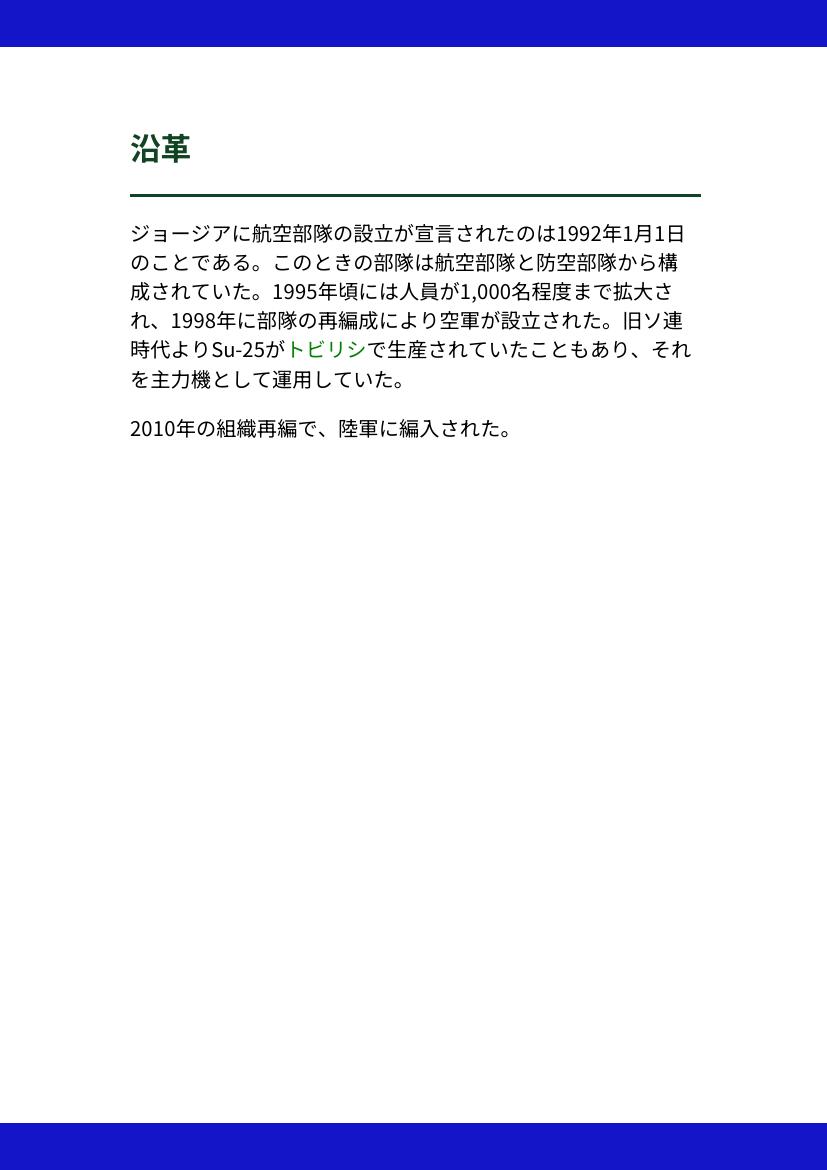 沿革
ジョージアに航空部隊の設立が宣言されたのは1992年1月1日
のことである。このときの部隊は航空部隊と防空部隊から構
成されていた。1995年頃には人員が1,000名程度まで拡大さ
れ、1998年に部隊の再編成により空軍が設立された。旧ソ連
時代よりSu-25がトビリシで生産されていたこともあり、それ
を主力機として運用していた。
2010年の組織再編で、陸軍に編入された。